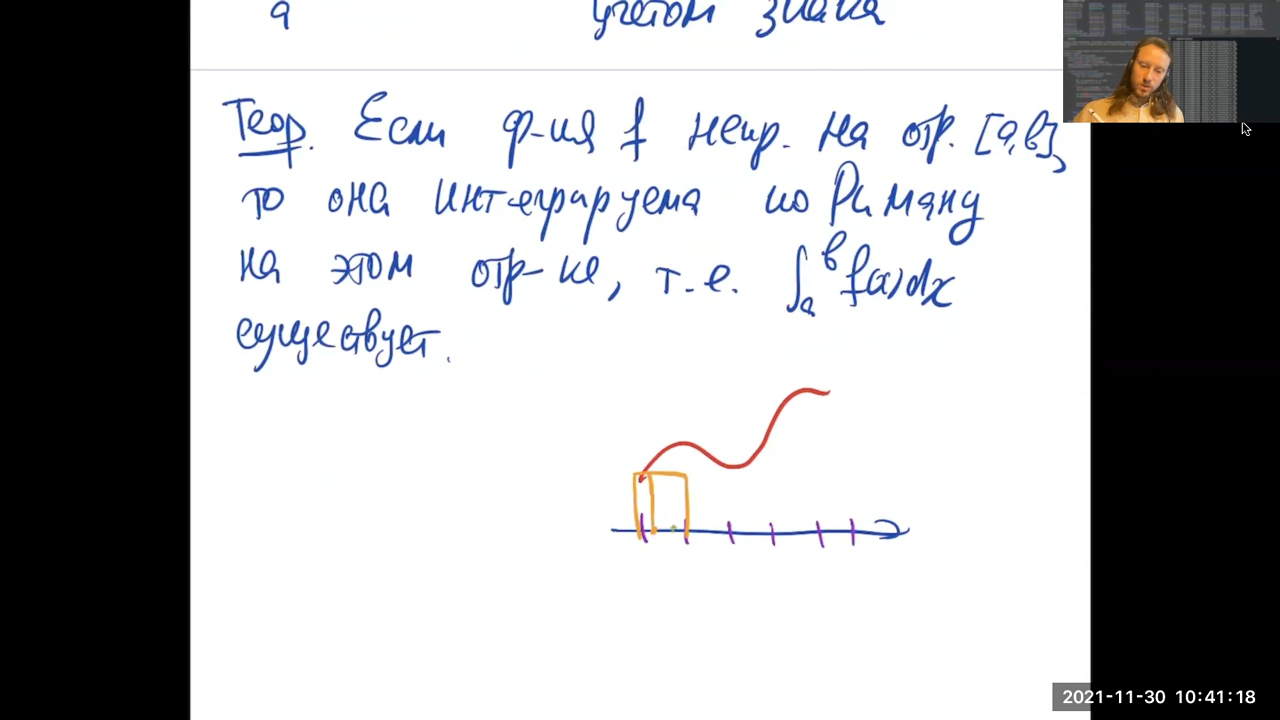 a
учетом знака
Теор. Если ф-ия f непр. на отр. [a,b],
то она интегрируема по Риману
на этом отр-ке, т.е. ∫ₐᵇ f(x)dx
существует.
2021-11-30 10:41:18